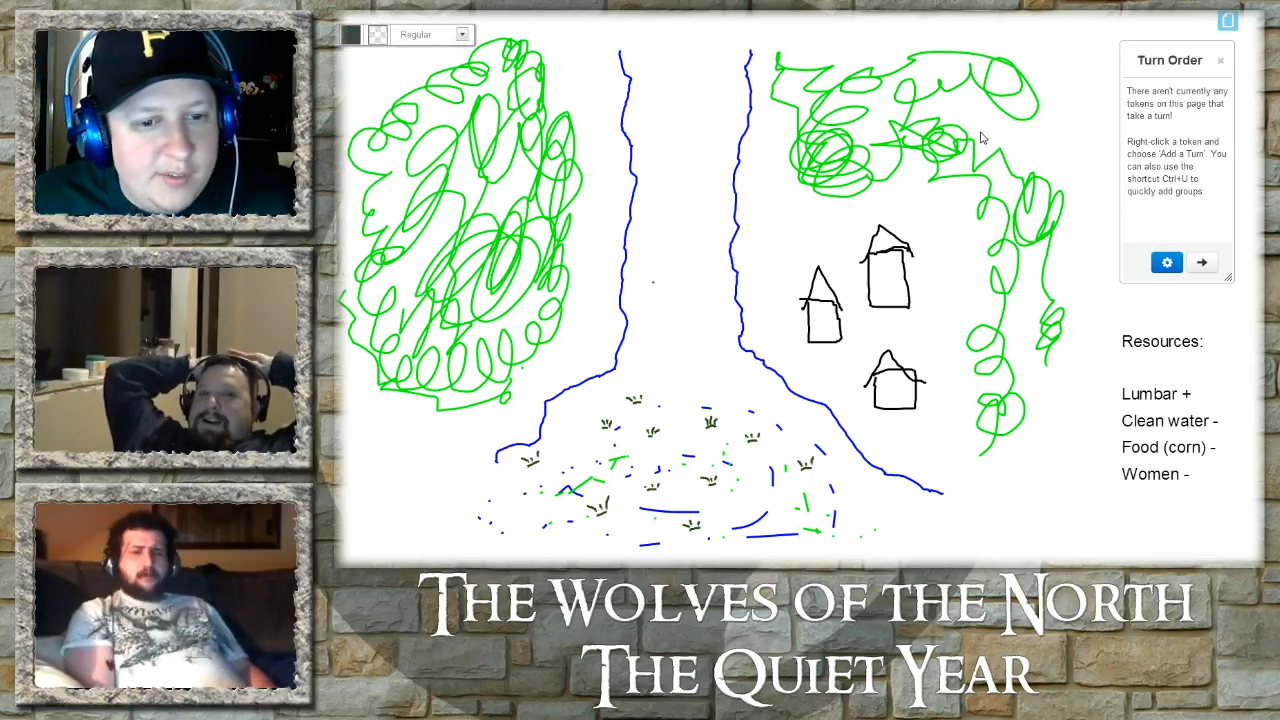 P
Regular
Turn Order
There aren't currently any
tokens on this page that
take a turn!
Right-click a token and
choose 'Add a Turn'. You
can also use the
shortcut Ctrl+U to
quickly add groups.
Resources:
Lumbar +
Clean water -
Food (corn) -
Women -
The Wolves of the North
The Quiet Year